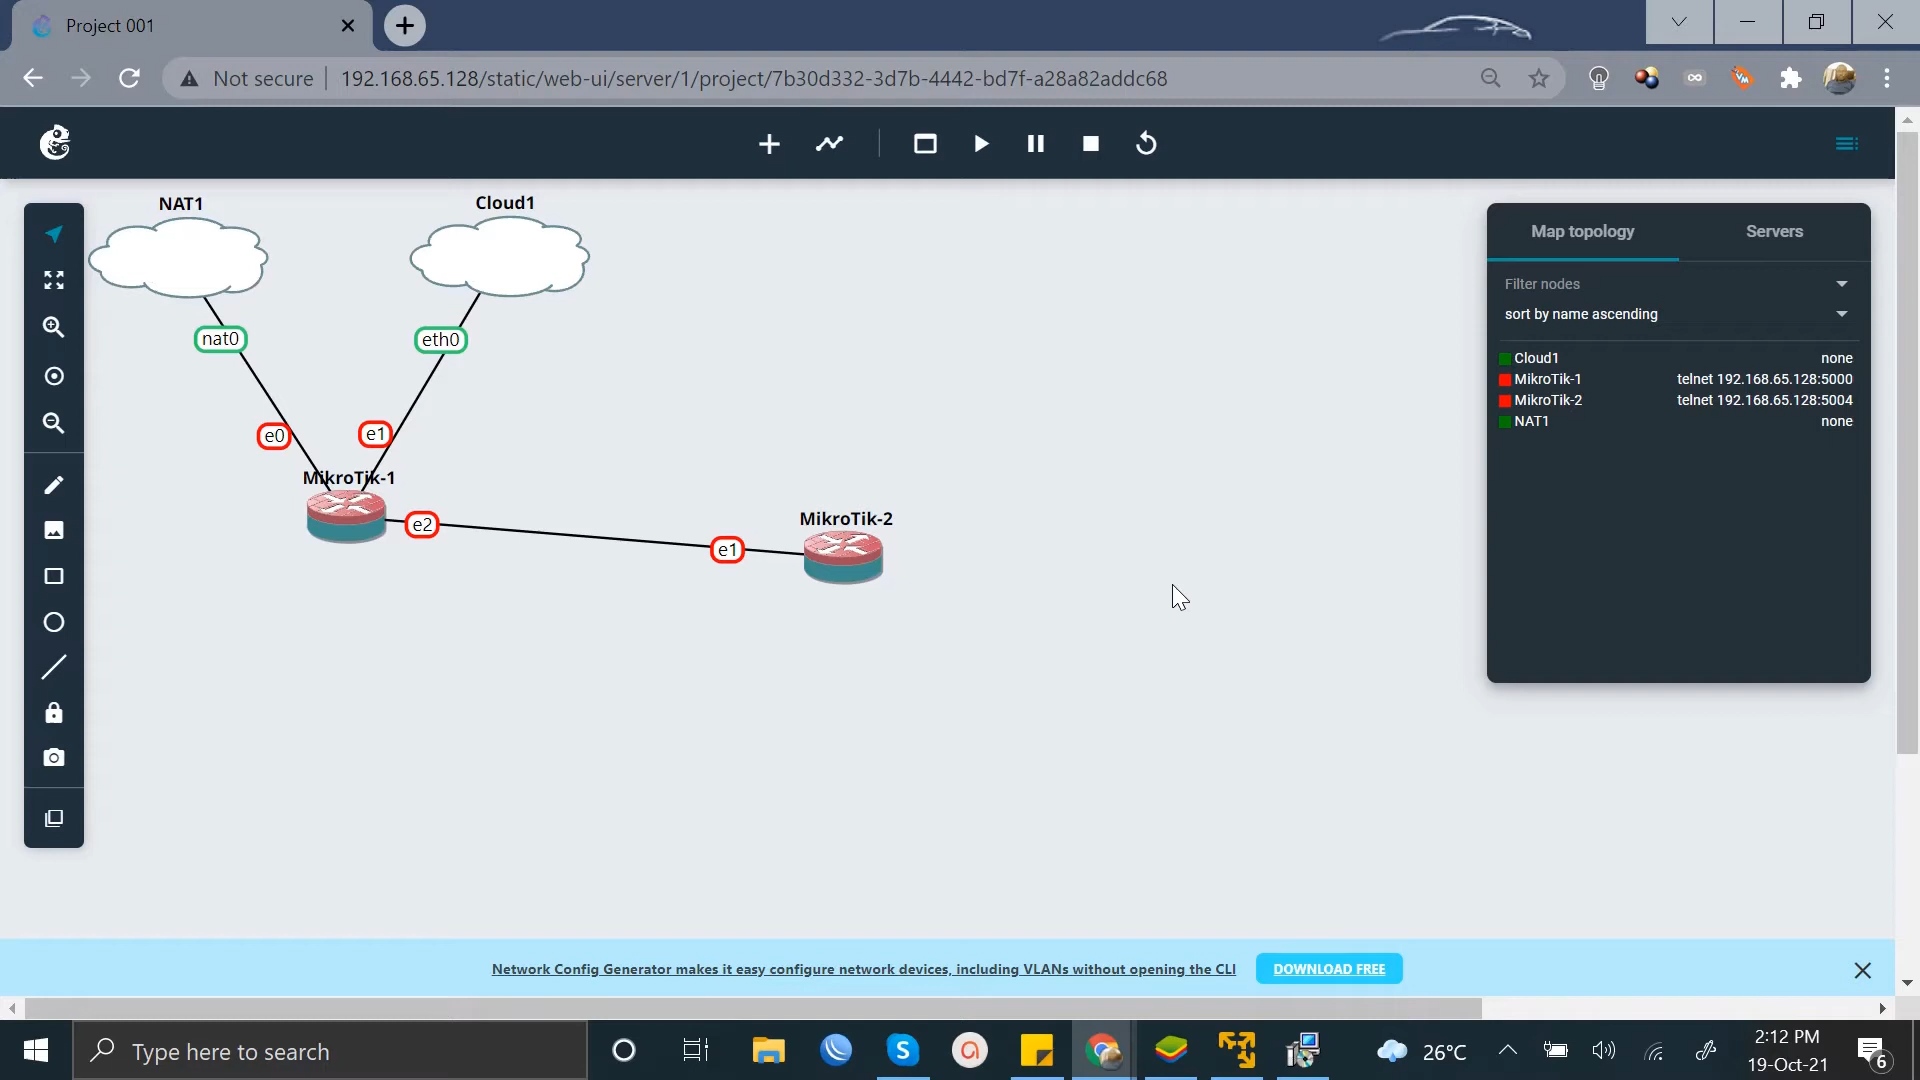 Project 001
Not secure
192.168.65.128/static/web-ui/server/1/project/7b30d332-3d7b-4442-bd7f-a28a82addc68
NAT1
Cloud1
nat0
eth0
e0
e1
MikroTik-1
e2
e1
MikroTik-2
Map topology
Servers
Filter nodes
sort by name ascending
Cloud1 none
MikroTik-1 telnet 192.168.65.128:5000
MikroTik-2 telnet 192.168.65.128:5004
NAT1 none
Network Config Generator makes it easy configure network devices, including VLANs without opening the CLI
DOWNLOAD FREE
Type here to search
26°C
2:12 PM
19-Oct-21
6